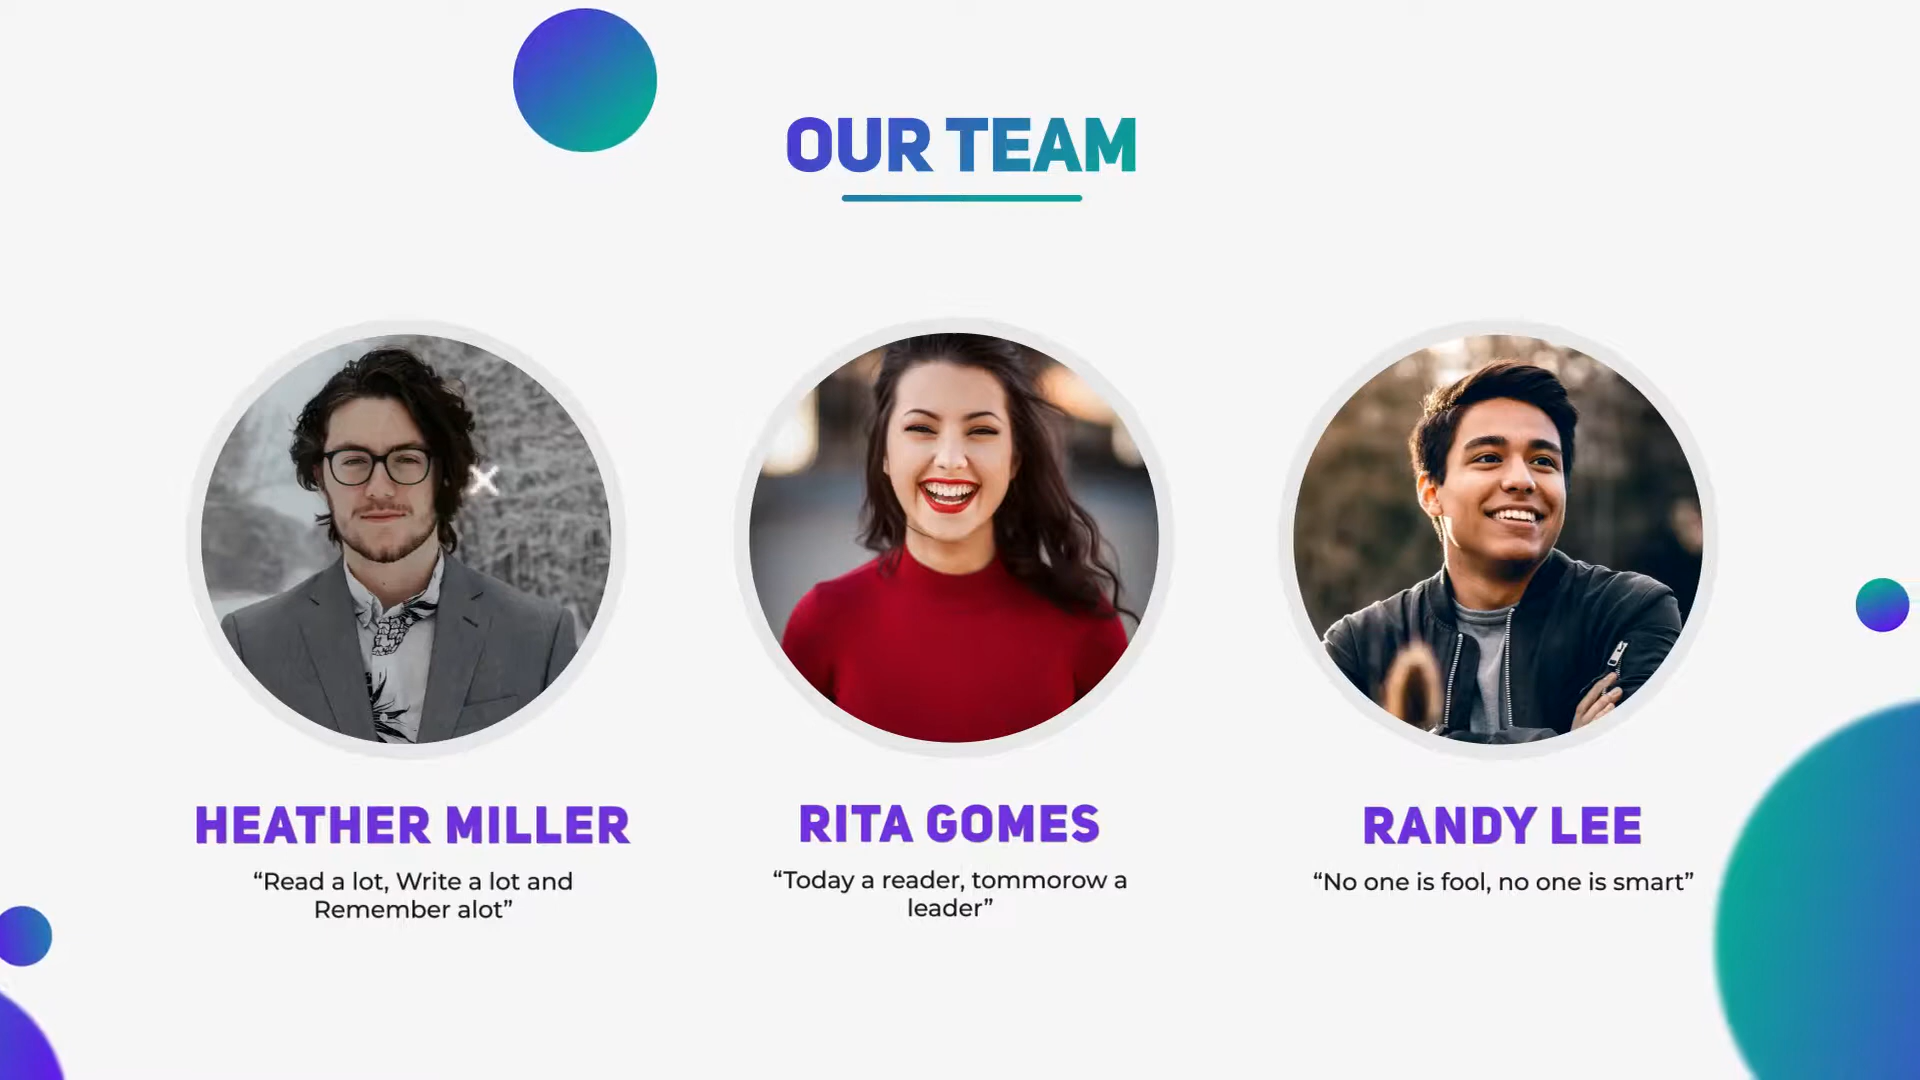 OUR TEAM
HEATHER MILLER
“Read a lot, Write a lot and
Remember alot”
RITA GOMES
“Today a reader, tommorow a
leader”
RANDY LEE
“No one is fool, no one is smart”